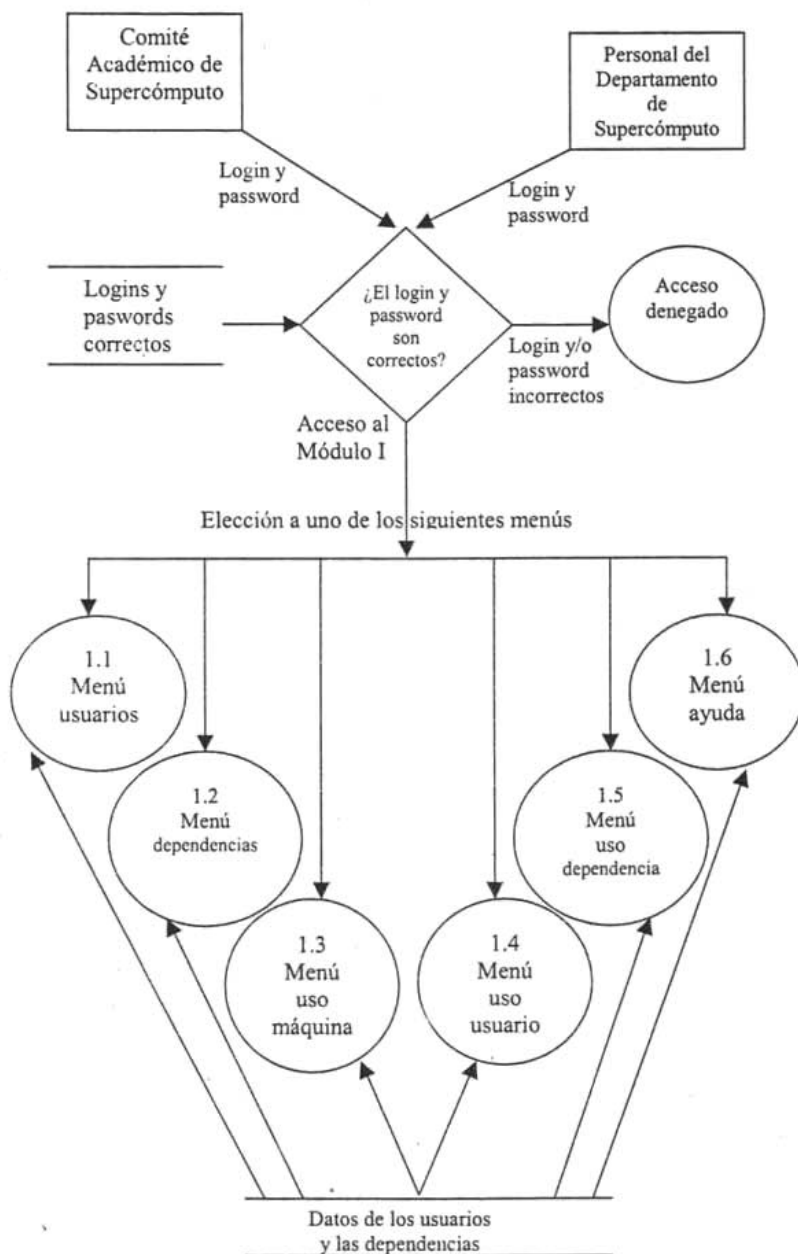 Comité
Académico de
Supercómputo
Personal del
Departamento
de
Supercómputo
Login y
password
Login y
password
Logins y
paswords
correctos
¿El login y
password
son
correctos?
Acceso
denegado
Login y/o
password
incorrectos
Acceso al
Módulo I
Elección a uno de los siguientes menús
1.1
Menú
usuarios
1.6
Menú
ayuda
1.2
Menú
dependencias
1.5
Menú
uso
dependencia
1.3
Menú
uso
máquina
1.4
Menú
uso
usuario
Datos de los usuarios
y las dependencias